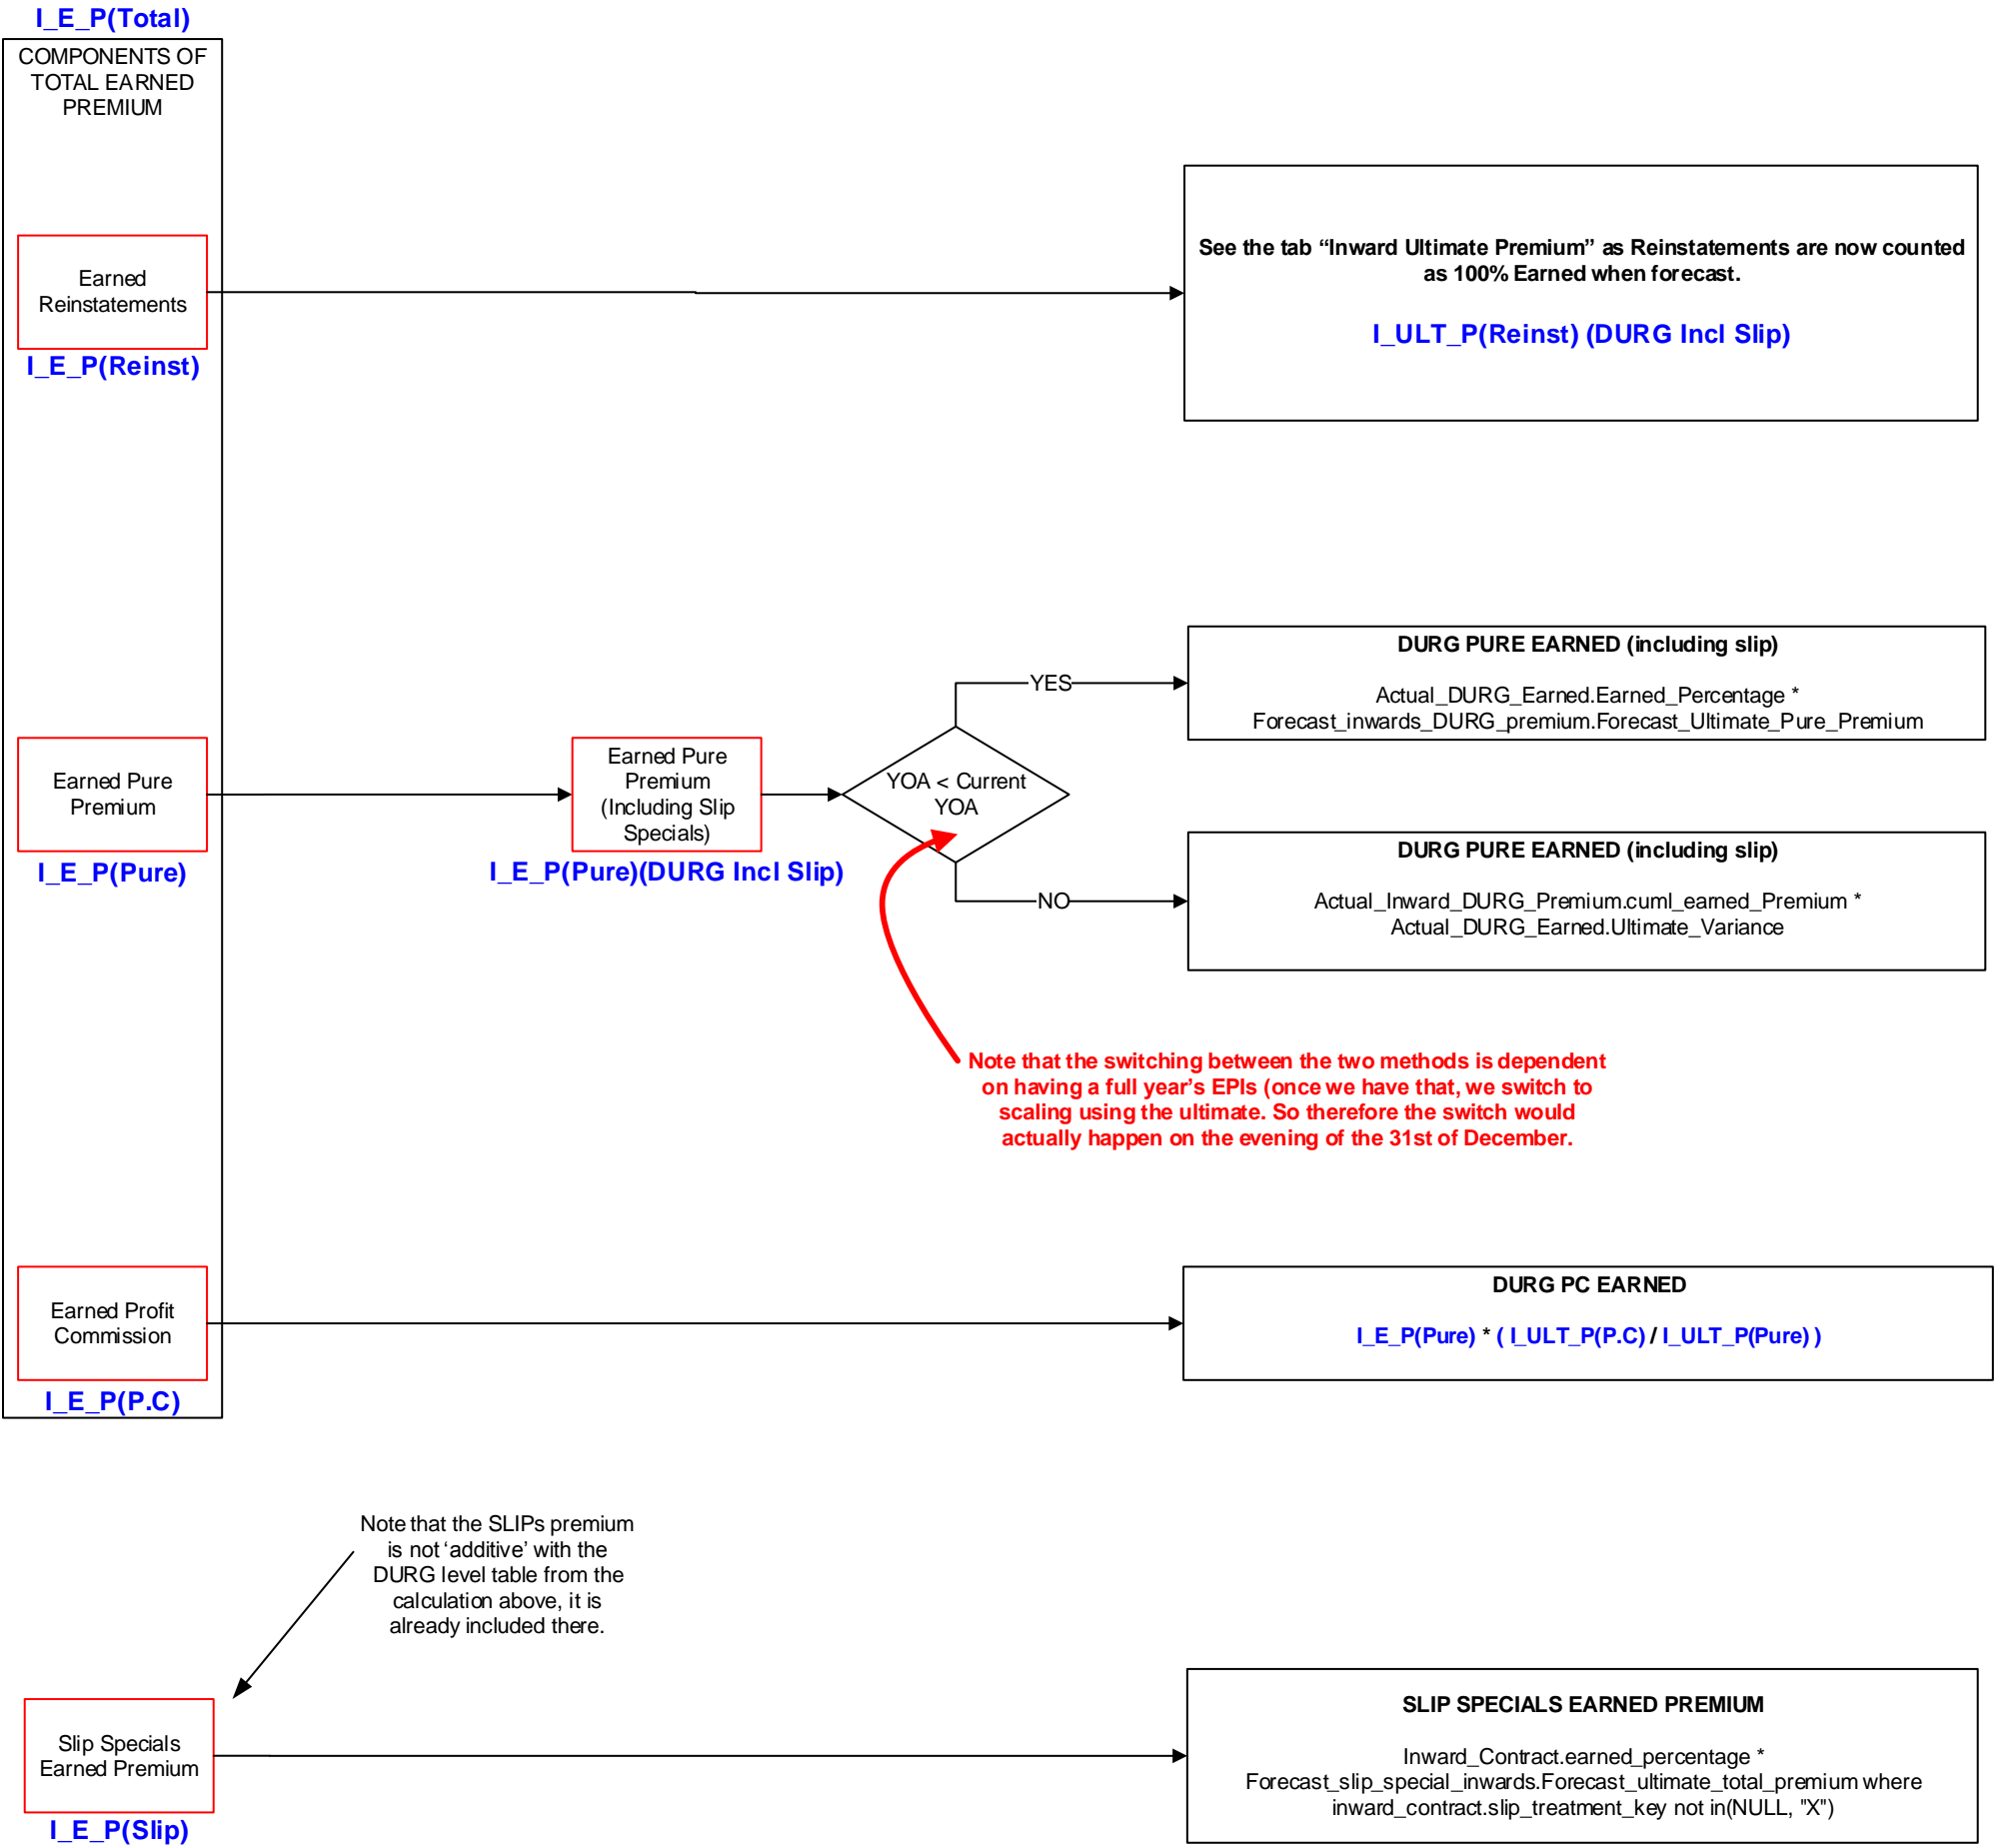 I_E_P(Total)
COMPONENTS OF
TOTAL EARNED
PREMIUM
Earned
Reinstatements
I_E_P(Reinst)
See the tab “Inward Ultimate Premium” as Reinstatements are now counted
as 100% Earned when forecast.
I_ULT_P(Reinst) (DURG Incl Slip)
Earned Pure
Premium
I_E_P(Pure)
Earned Pure
Premium
(Including Slip
Specials)
I_E_P(Pure)(DURG Incl Slip)
YOA < Current
YOA
YES
DURG PURE EARNED (including slip)
Actual_DURG_Earned.Earned_Percentage *
Forecast_inwards_DURG_premium.Forecast_Ultimate_Pure_Premium
NO
DURG PURE EARNED (including slip)
Actual_Inward_DURG_Premium.cuml_earned_Premium *
Actual_DURG_Earned.Ultimate_Variance
Note that the switching between the two methods is dependent
on having a full year’s EPIs (once we have that, we switch to
scaling using the ultimate. So therefore the switch would
actually happen on the evening of the 31st of December.
Earned Profit
Commission
I_E_P(P.C)
DURG PC EARNED
I_E_P(Pure) * ( I_ULT_P(P.C) / I_ULT_P(Pure) )
Note that the SLIPs premium
is not ‘additive’ with the
DURG level table from the
calculation above, it is
already included there.
Slip Specials
Earned Premium
I_E_P(Slip)
SLIP SPECIALS EARNED PREMIUM
Inward_Contract.earned_percentage *
Forecast_slip_special_inwards.Forecast_ultimate_total_premium where
inward_contract.slip_treatment_key not in(NULL, "X")